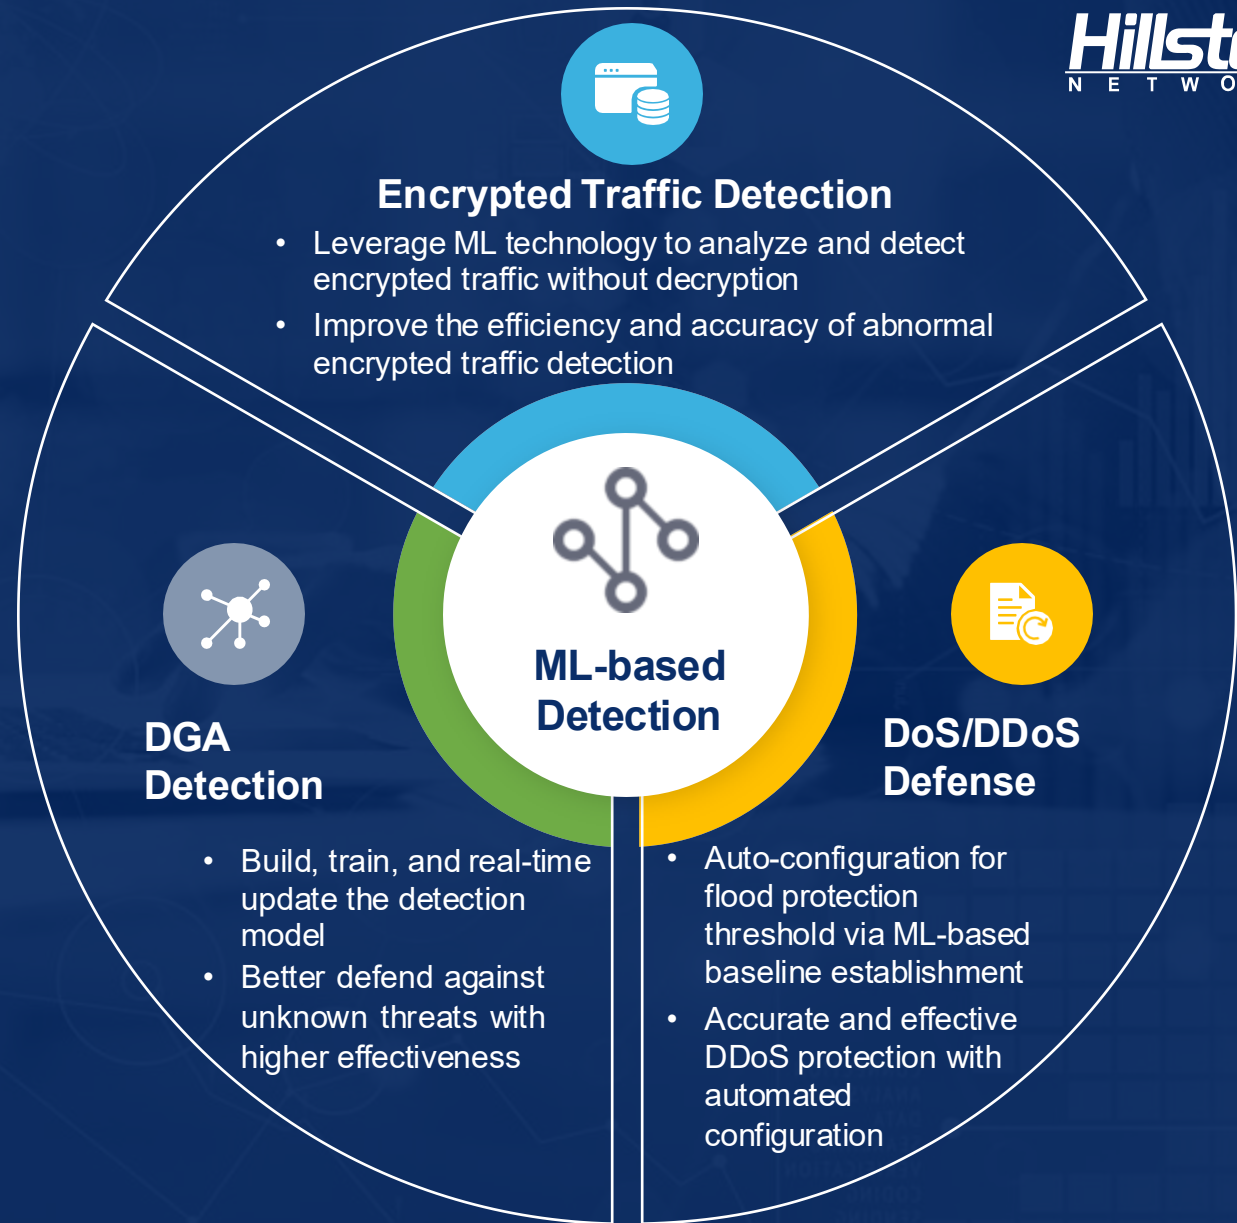 Hillsto
NETWO
Encrypted Traffic Detection
• Leverage ML technology to analyze and detect
encrypted traffic without decryption
• Improve the efficiency and accuracy of abnormal
encrypted traffic detection
ML-based
Detection
DGA
Detection
• Build, train, and real-time
update the detection
model
• Better defend against
unknown threats with
higher effectiveness
DoS/DDoS
Defense
• Auto-configuration for
flood protection
threshold via ML-based
baseline establishment
• Accurate and effective
DDoS protection with
automated
configuration